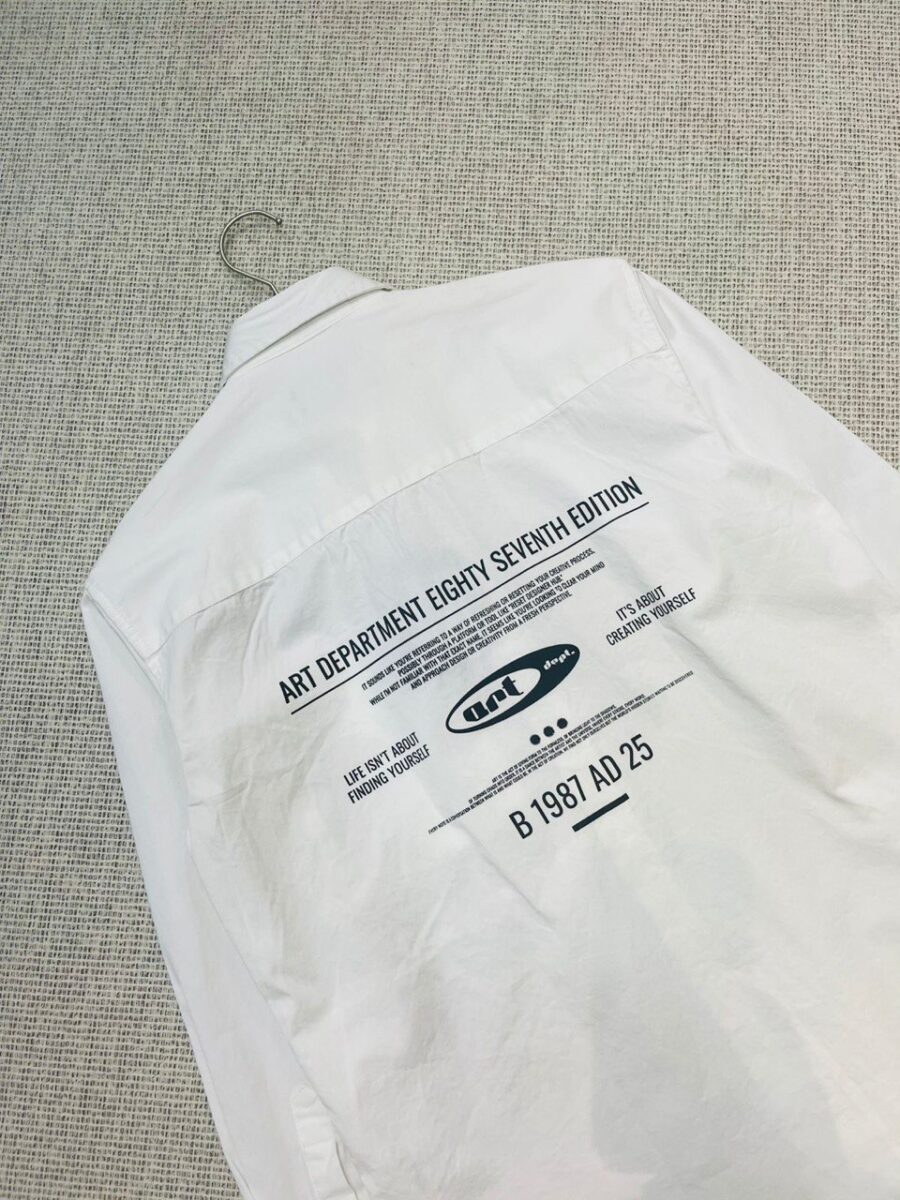 ART DEPARTMENT EIGHTY SEVENTH EDITION
IT SOUNDS LIKE YOU'RE REFERRING TO A WAY OF REFRESHING OR RESETTING YOUR CREATIVE PROCESS.
POSSIBLY THROUGH A PLATFORM OR TOOL LIKE "RESET DESIGNER HUB"
WHILE I'M NOT FAMILIAR WITH THAT EXACT NAME, IT SEEMS LIKE YOU'RE LOOKING TO CLEAR YOUR MIND
AND APPROACH DESIGN OR CREATIVITY FROM A FRESH PERSPECTIVE.
IT'S ABOUT
CREATING YOURSELF
art dept.
LIFE ISN'T ABOUT
FINDING YOURSELF
B 1987 AD 25